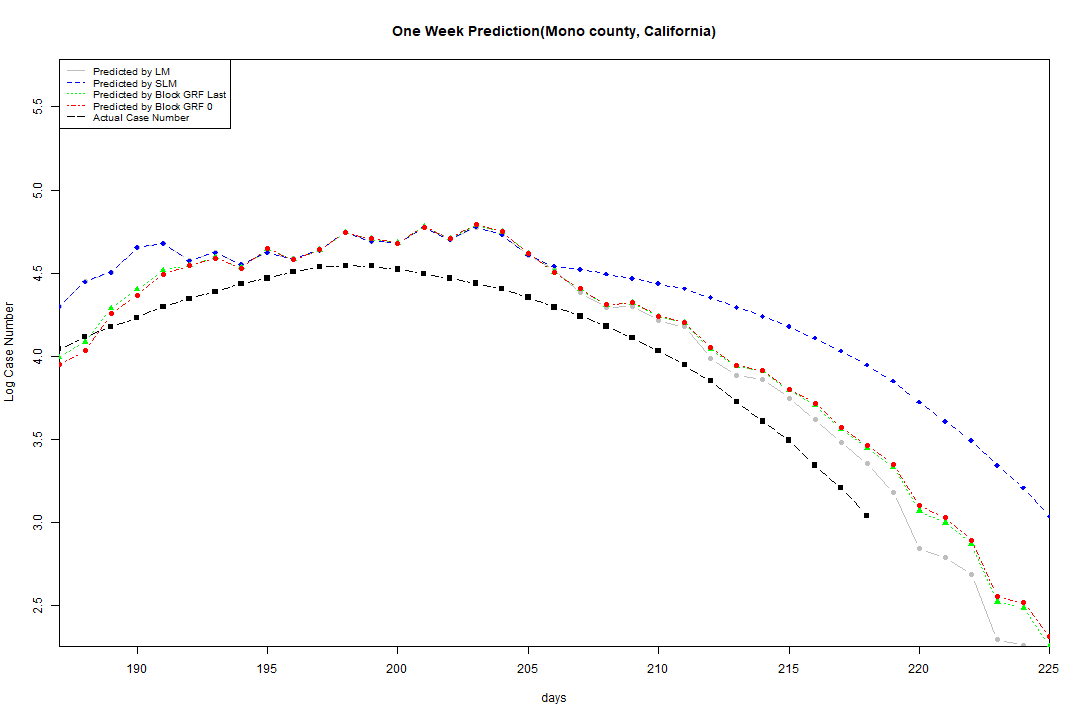 One Week Prediction(Mono county, California)
Predicted by LM
Predicted by SLM
Predicted by Block GRF Last
Predicted by Block GRF 0
Actual Case Number
5.5
5.0
4.5
4.0
3.5
3.0
2.5
Log Case Number
190 195 200 205 210 215 220 225
days